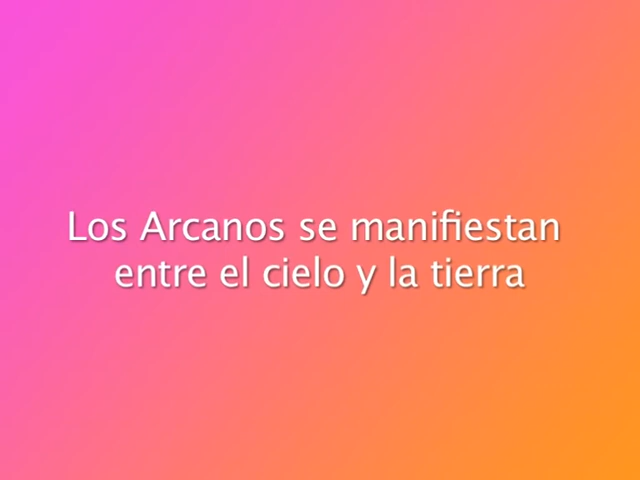 Los Arcanos se manifiestan
entre el cielo y la tierra